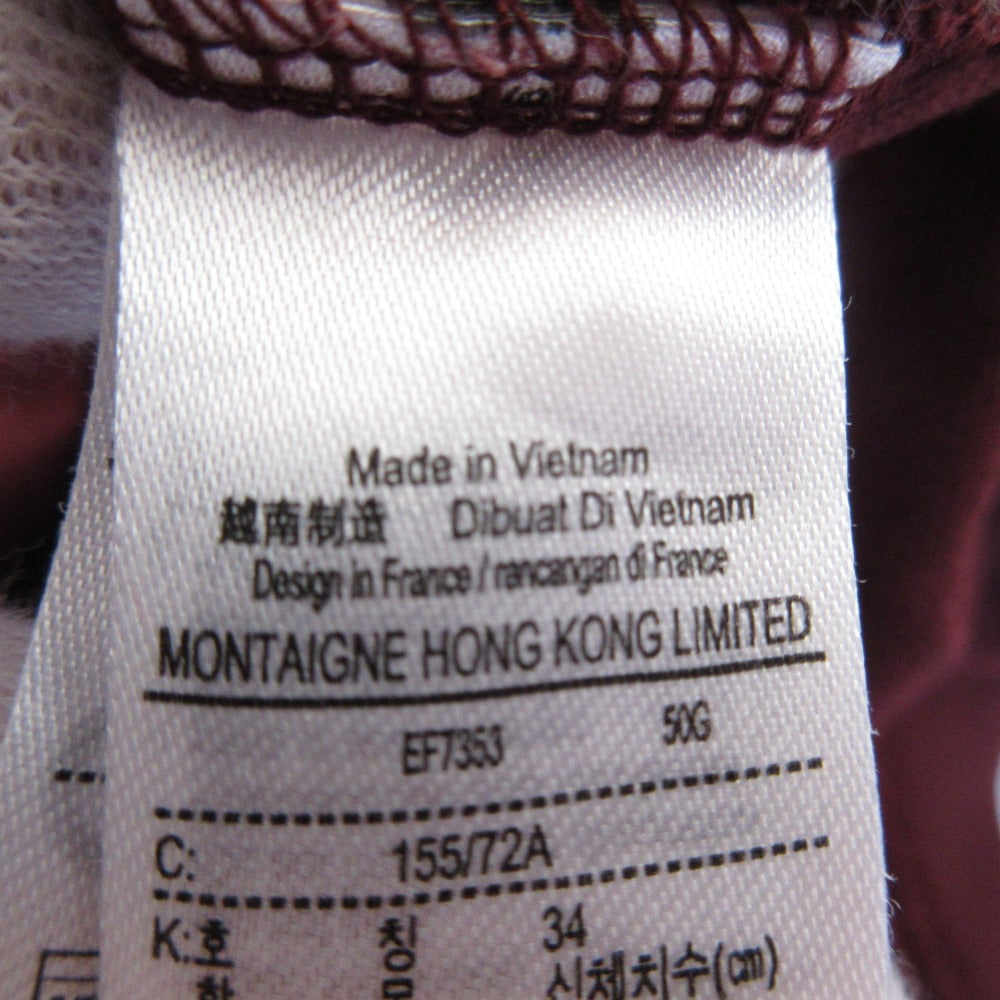 Made in Vietnam
越南制造 Dibuat Di Vietnam
Design in France / rancangan di France
MONTAIGNE HONG KONG LIMITED
EF7353 50G
C: 155/72A
K:호 칭 34
신체치수(cm)